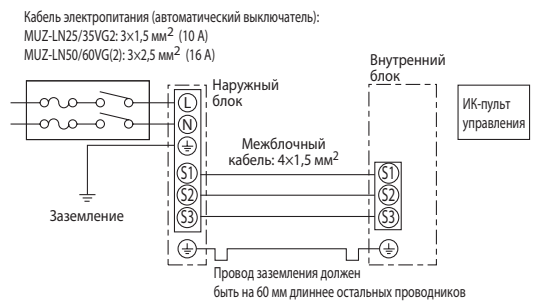 Кабель электропитания (автоматический выключатель):
MUZ-LN25/35VG2: 3×1,5 мм² (10 А)
MUZ-LN50/60VG(2): 3×2,5 мм² (16 А)
Наружный
блок
Внутренний
блок
ИК-пульт
управления
L
N
Межблочный
кабель: 4×1,5 мм²
S1
S2
S3
S1
S2
S3
Заземление
Провод заземления должен
быть на 60 мм длиннее остальных проводников